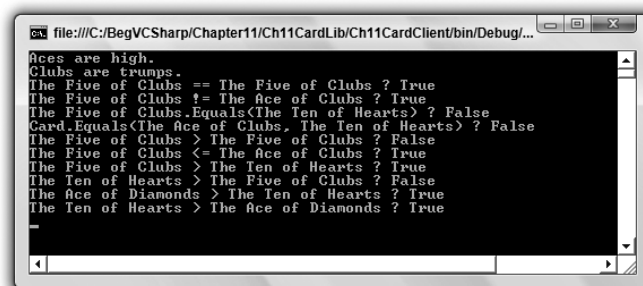 file:///C:/BegVCSharp/Chapter11/Ch11CardLib/Ch11CardClient/bin/Debug/...
Aces are high.
Clubs are trumps.
The Five of Clubs == The Five of Clubs ? True
The Five of Clubs != The Ace of Clubs ? True
The Five of Clubs.Equals(The Ten of Hearts) ? False
Card.Equals(The Ace of Clubs, The Ten of Hearts) ? False
The Five of Clubs > The Five of Clubs ? False
The Five of Clubs <= The Ace of Clubs ? True
The Five of Clubs > The Ten of Hearts ? True
The Ten of Hearts > The Five of Clubs ? False
The Ace of Diamonds > The Ten of Hearts ? True
The Ten of Hearts > The Ace of Diamonds ? True